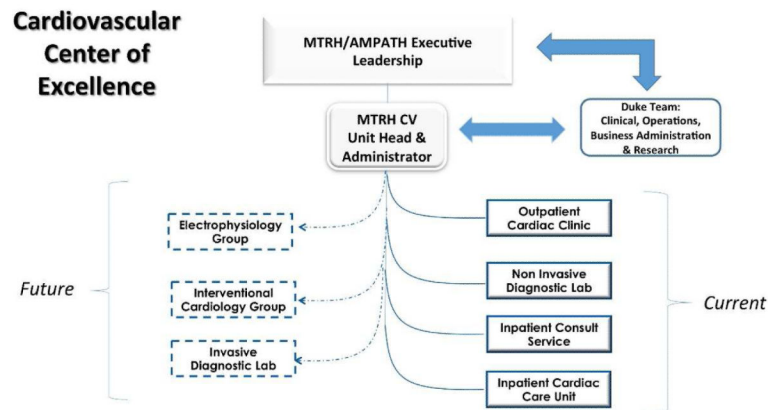 Cardiovascular
Center of
Excellence
MTRH/AMPATH Executive
Leadership
MTRH CV
Unit Head &
Administrator
Duke Team:
Clinical, Operations,
Business Administration
& Research
Future
Electrophysiology
Group
Interventional
Cardiology Group
Invasive
Diagnostic Lab
Outpatient
Cardiac Clinic
Non Invasive
Diagnostic Lab
Inpatient Consult
Service
Inpatient Cardiac
Care Unit
Current